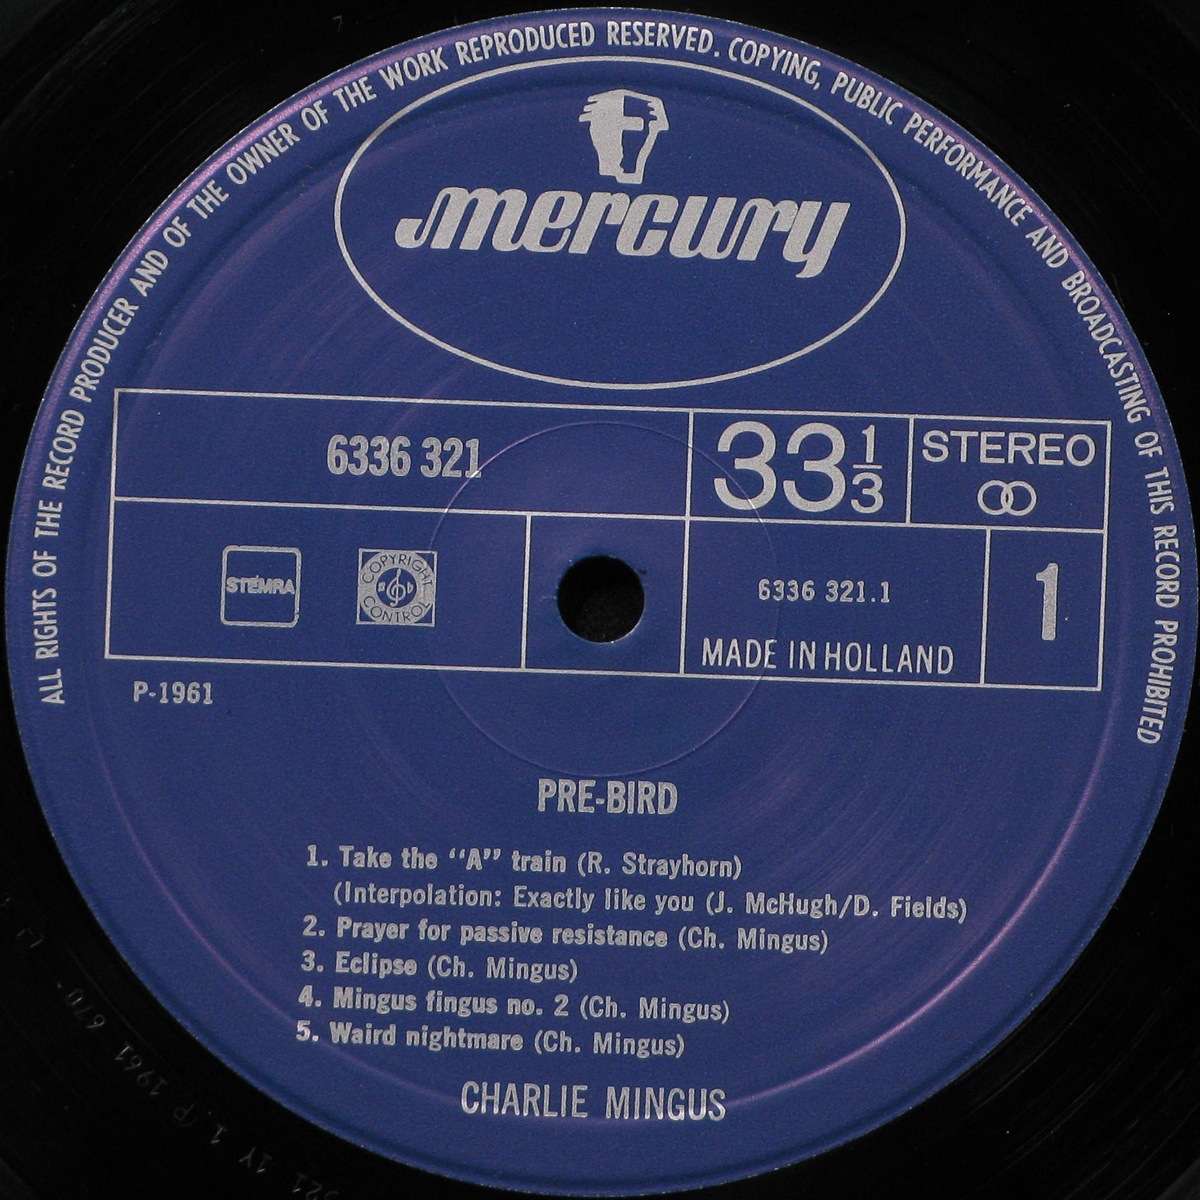 ALL RIGHTS OF THE RECORD PRODUCER AND OF THE OWNER OF THE WORK REPRODUCED RESERVED. COPYING, PUBLIC PERFORMANCE AND BROADCASTING OF THIS RECORD PROHIBITED
mercury
6336 321
33 1/3
STEREO
STEMRA
COPYRIGHT CONTROL
6336 321.1
1
MADE IN HOLLAND
P-1961
PRE-BIRD
1. Take the “A” train (R. Strayhorn)
(Interpolation: Exactly like you (J. McHugh/D. Fields)
2. Prayer for passive resistance (Ch. Mingus)
3. Eclipse (Ch. Mingus)
4. Mingus fingus no. 2 (Ch. Mingus)
5. Waird nightmare (Ch. Mingus)
CHARLIE MINGUS